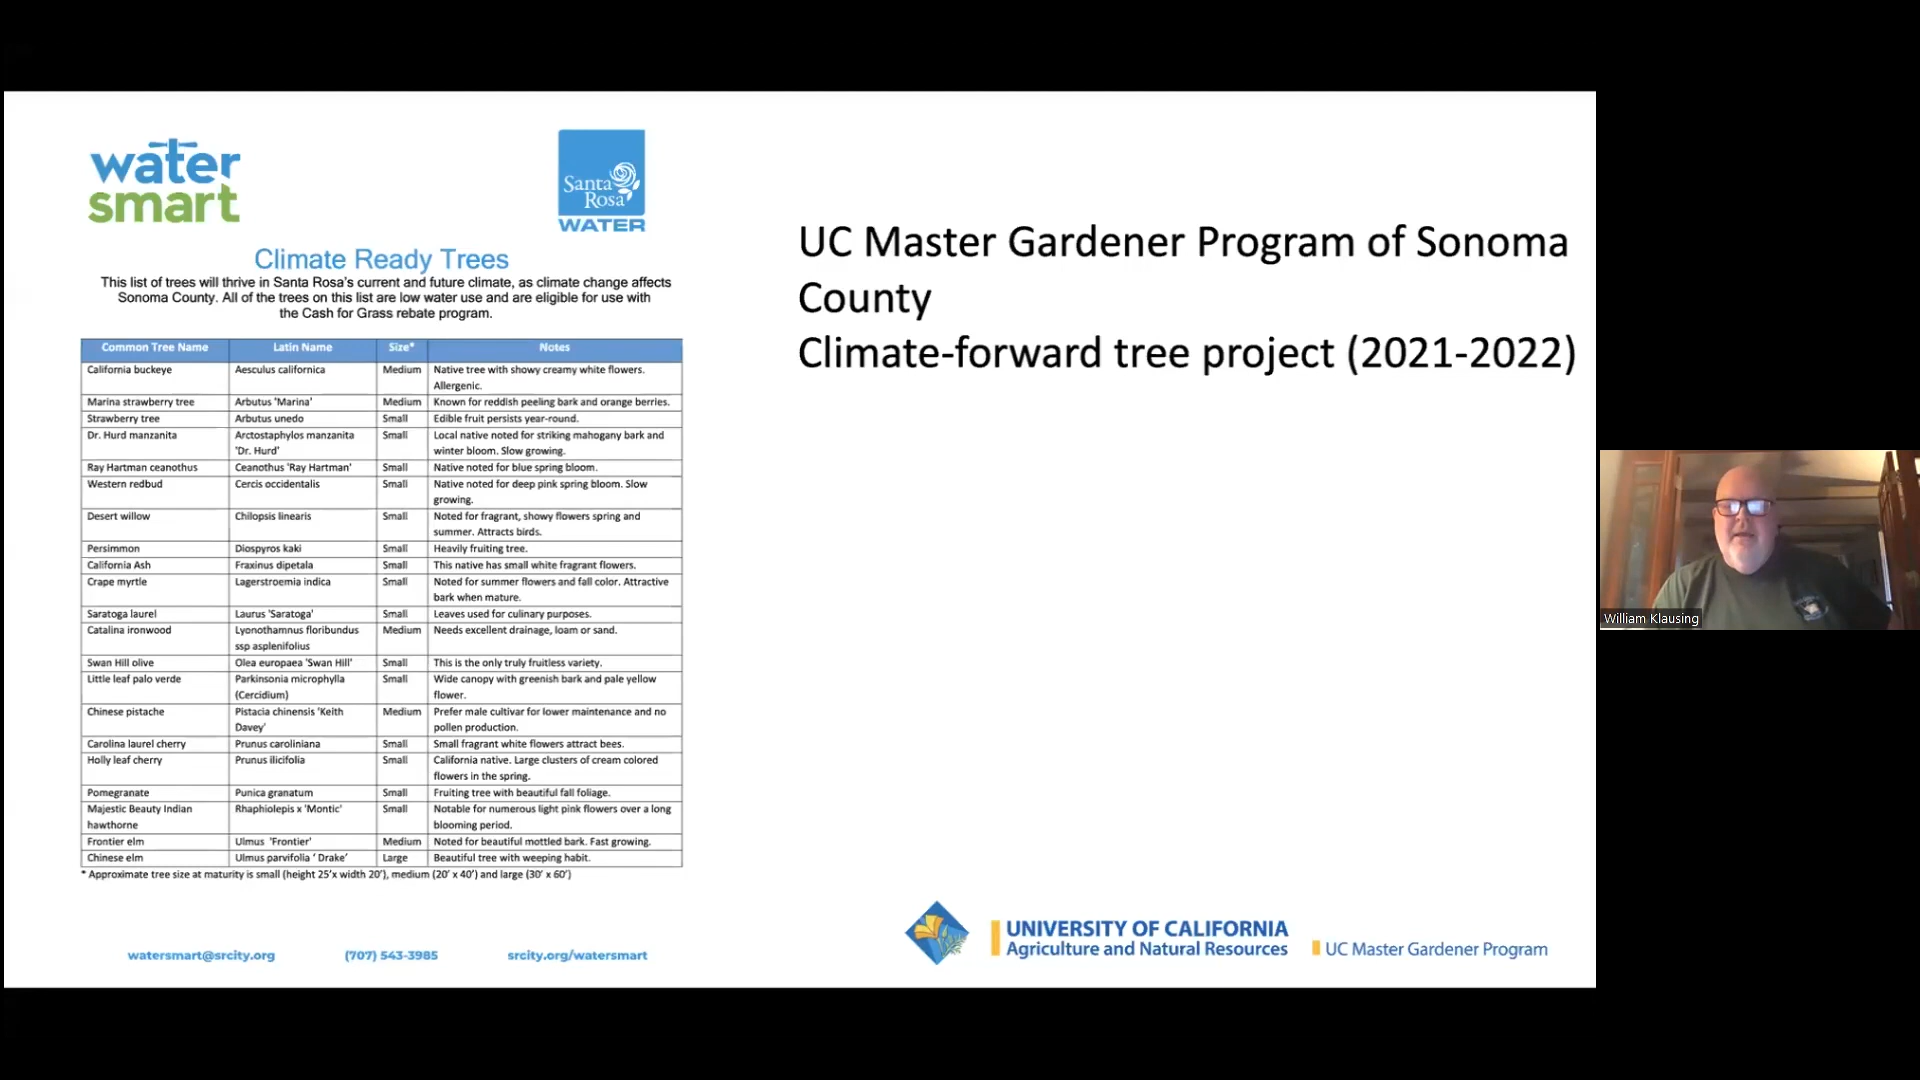 water
smart
Santa
Rosa
WATER
Climate Ready Trees
This list of trees will thrive in Santa Rosa's current and future climate, as climate change affects
Sonoma County. All of the trees on this list are low water use and are eligible for use with
the Cash for Grass rebate program.
Common Tree Name Latin Name Size* Notes
California buckeye Aesculus californica Medium Native tree with showy creamy white flowers.
Allergenic.
Marina strawberry tree Arbutus 'Marina' Medium Known for reddish peeling bark and orange berries.
Strawberry tree Arbutus unedo Small Edible fruit persists year-round.
Dr. Hurd manzanita Arctostaphylos manzanita Small Local native noted for striking mahogany bark and
'Dr. Hurd' winter bloom. Slow growing.
Ray Hartman ceanothus Ceanothus 'Ray Hartman' Small Native noted for blue spring bloom.
Western redbud Cercis occidentalis Small Native noted for deep pink spring bloom. Slow
growing.
Desert willow Chilopsis linearis Small Noted for fragrant, showy flowers spring and
summer. Attracts birds.
Persimmon Diospyros kaki Small Heavily fruiting tree.
California Ash Fraxinus dipetala Small This native has small white fragrant flowers.
Crape myrtle Lagerstroemia indica Small Noted for summer flowers and fall color. Attractive
bark when mature.
Saratoga laurel Laurus 'Saratoga' Small Leaves used for culinary purposes.
Catalina ironwood Lyonothamnus floribundus Medium Needs excellent drainage, loam or sand.
ssp asplenifolius
Swan Hill olive Olea europaea 'Swan Hill' Small This is the only truly fruitless variety.
Little leaf palo verde Parkinsonia microphylla Small Wide canopy with greenish bark and pale yellow
(Cercidium) flower.
Chinese pistache Pistacia chinensis 'Keith Medium Prefer male cultivar for lower maintenance and no
Davey' pollen production.
Carolina laurel cherry Prunus caroliniana Small Small fragrant white flowers attract bees.
Holly leaf cherry Prunus ilicifolia Small California native. Large clusters of cream colored
flowers in the spring.
Pomegranate Punica granatum Small Fruiting tree with beautiful fall foliage.
Majestic Beauty Indian Rhaphiolepis x 'Montic' Small Notable for numerous light pink flowers over a long
hawthorne blooming period.
Frontier elm Ulmus 'Frontier' Medium Noted for beautiful mottled bark. Fast growing.
Chinese elm Ulmus parvifolia ‘ Drake’ Large Beautiful tree with weeping habit.
* Approximate tree size at maturity is small (height 25'x width 20'), medium (20' x 40') and large (30' x 60')
watersmart@srcity.org (707) 543-3985 srcity.org/watersmart
UC Master Gardener Program of Sonoma
County
Climate-forward tree project (2021-2022)
UNIVERSITY OF CALIFORNIA
Agriculture and Natural Resources
UC Master Gardener Program
William Klausing